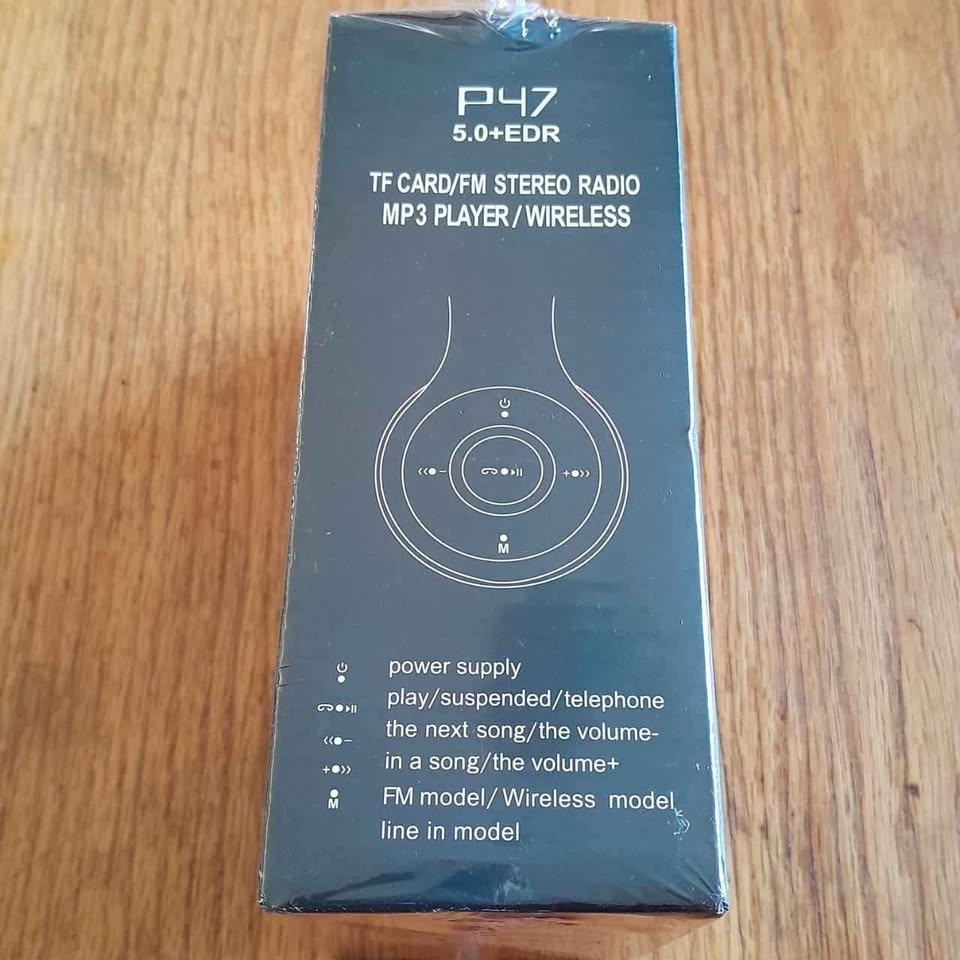 P47
5.0+EDR
TF CARD/FM STEREO RADIO
MP3 PLAYER/WIRELESS
M
power supply
play/suspended/telephone
the next song/the volume-
in a song/the volume+
M FM model/ Wireless model
line in model